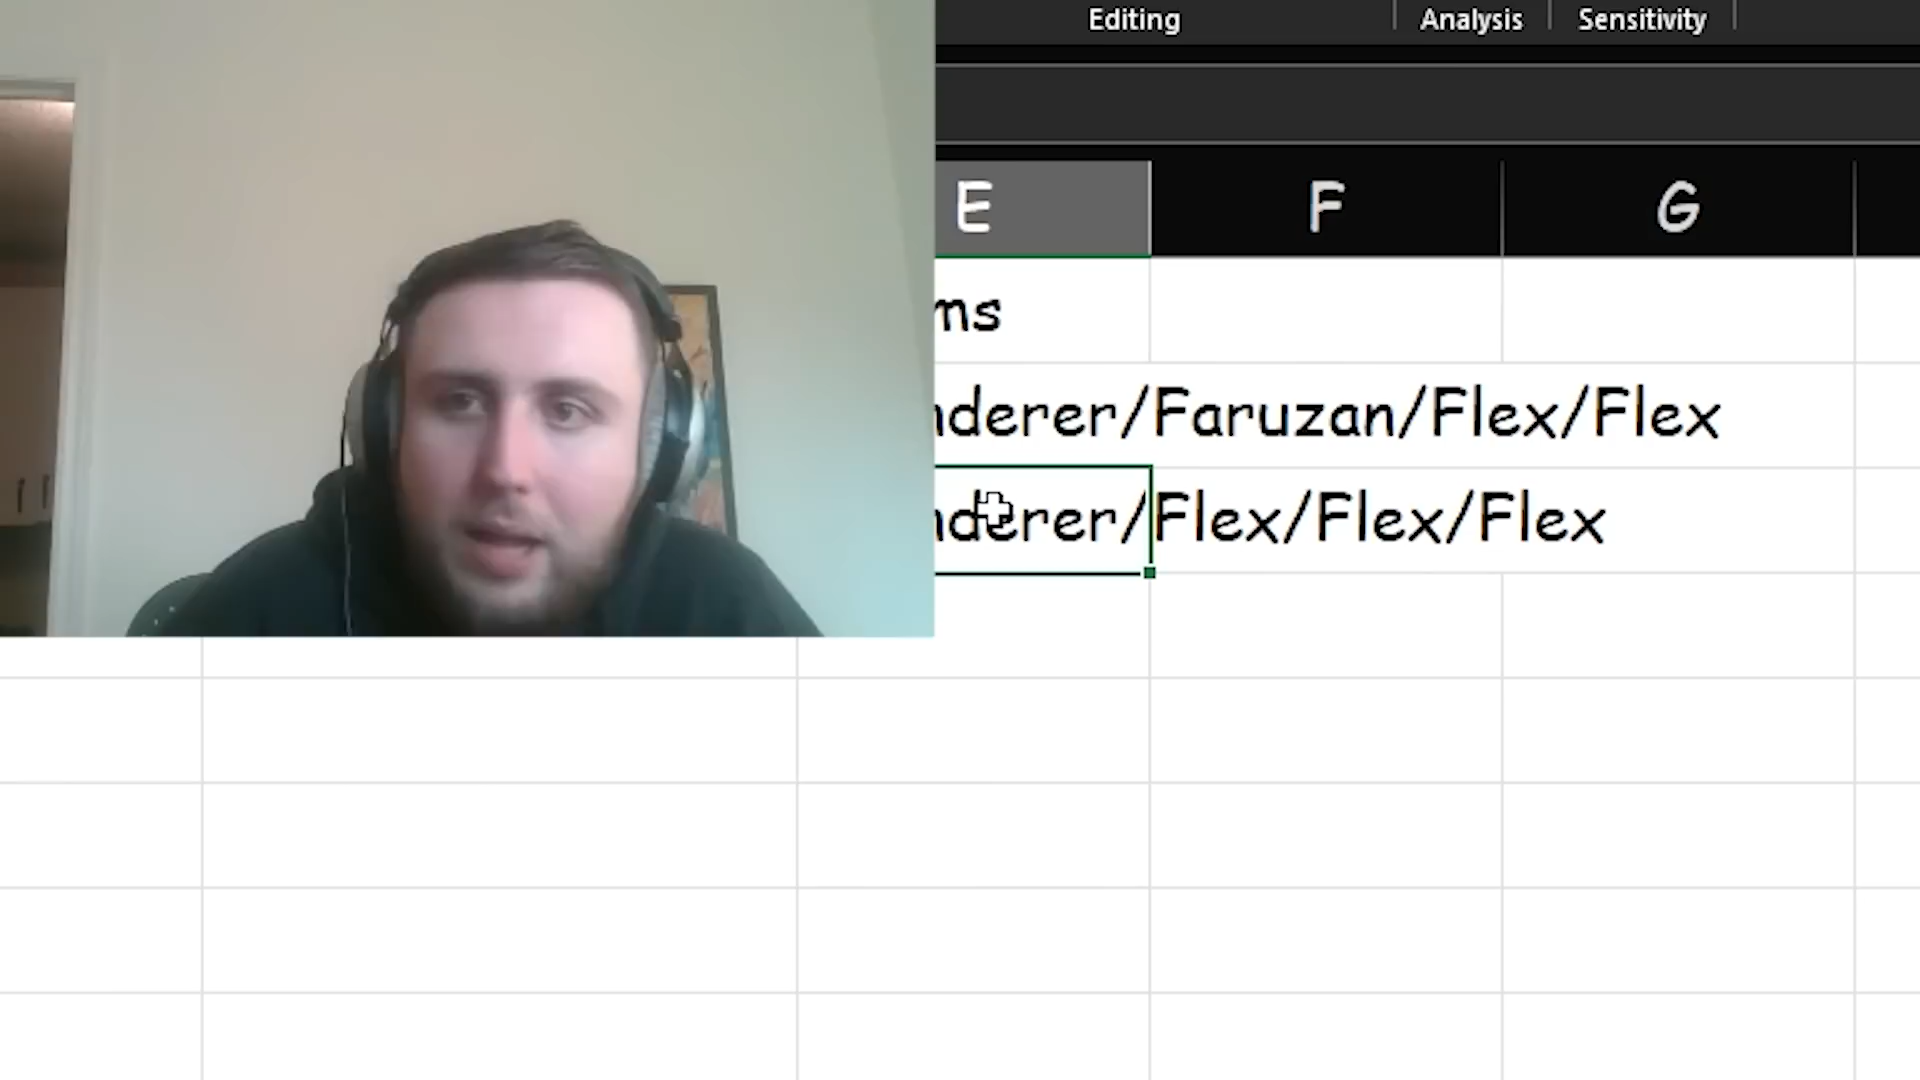 Editing Analysis Sensitivity
E F G
ms
nderer/Faruzan/Flex/Flex
nderer/Flex/Flex/Flex